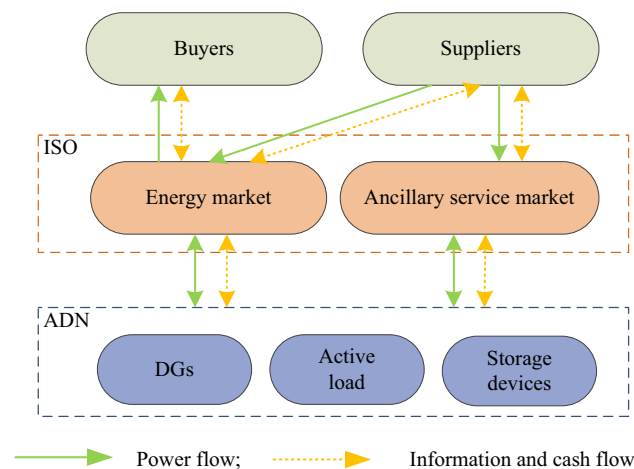 Buyers
Suppliers
ISO
Energy market
Ancillary service market
ADN
DGs
Active
load
Storage
devices
Power flow;
Information and cash flow